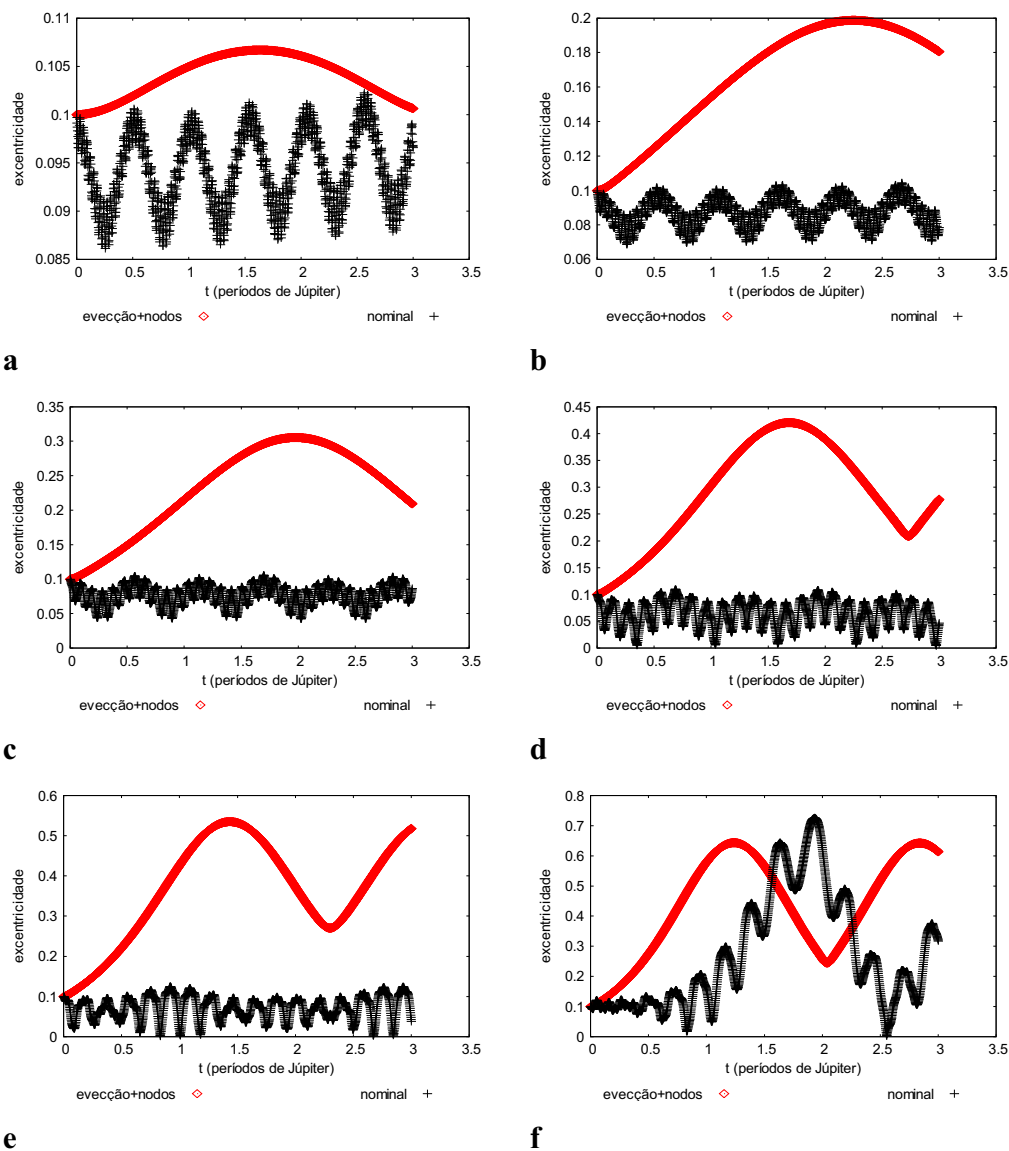 0.11
0.105
0.1
0.095
0.09
0.085
excentricidade
0 0.5 1 1.5 2 2.5 3 3.5
t (períodos de Júpiter)
evecção+nodos nominal
a
0.2
0.18
0.16
0.14
0.12
0.1
0.08
0.06
excentricidade
0 0.5 1 1.5 2 2.5 3 3.5
t (períodos de Júpiter)
evecção+nodos nominal
b
0.35
0.3
0.25
0.2
0.15
0.1
0.05
0
excentricidade
0 0.5 1 1.5 2 2.5 3 3.5
t (períodos de Júpiter)
evecção+nodos nominal
c
0.45
0.4
0.35
0.3
0.25
0.2
0.15
0.1
0.05
0
excentricidade
0 0.5 1 1.5 2 2.5 3 3.5
t (períodos de Júpiter)
evecção+nodos nominal
d
0.6
0.5
0.4
0.3
0.2
0.1
0
excentricidade
0 0.5 1 1.5 2 2.5 3 3.5
t (períodos de Júpiter)
evecção+nodos nominal
e
0.8
0.7
0.6
0.5
0.4
0.3
0.2
0.1
0
excentricidade
0 0.5 1 1.5 2 2.5 3 3.5
t (períodos de Júpiter)
evecção+nodos nominal
f